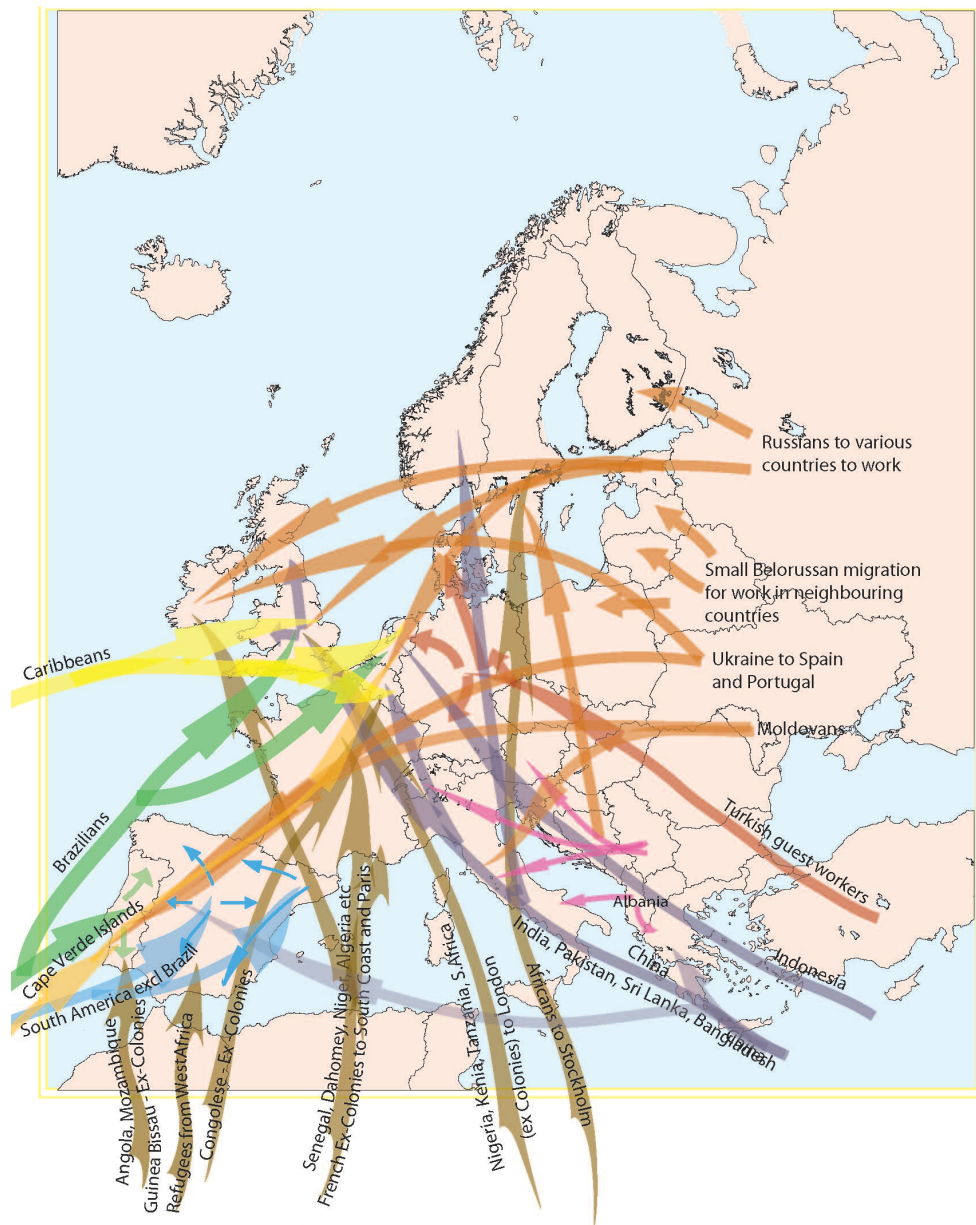 Russians to various
countries to work
Small Belorussan migration
for work in neighbouring
countries
Caribbeans
Ukraine to Spain
and Portugal
Moldovans
Brazilians
Turkish guest workers
Cape Verde Islands
Albania
South America excl Brazil
India, Pakistan, Sri Lanka, Bangladesh
China
Indonesia
China
Angola, Mozambique
Guinea Bissau - Ex-Colonies
Refugees from WestAfrica
Congolese - Ex -Colonies
Senegal, Dahomey, Niger, Algeria etc
French Ex-Colonies to South Coast and Paris
Nigeria, Kenia, Tanzania, S.Africa
(ex Colonies) to London
Africans to Stockholm